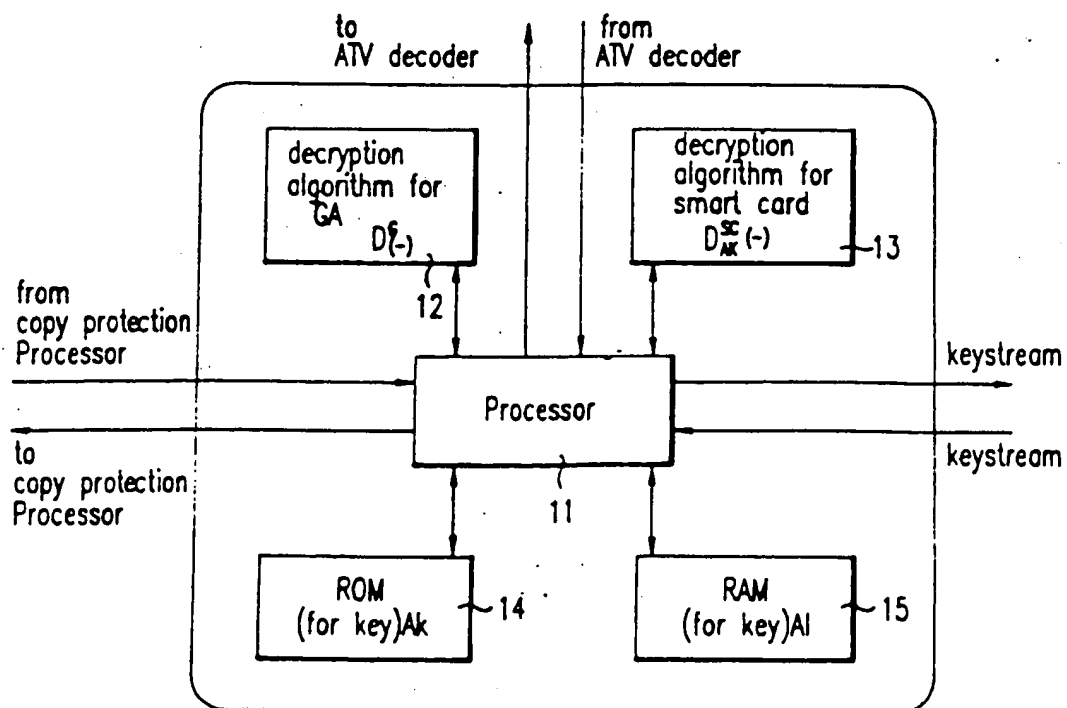 to
ATV decoder
from
ATV decoder
decryption
algorithm for
GA
D^G_(-)
12
decryption
algorithm for
smart card
D^SC_AK(-)
13
from
copy protection
Processor
to
copy protection
Processor
Processor
11
keystream
keystream
ROM
(for key)Ak
14
RAM
(for key)Al
15